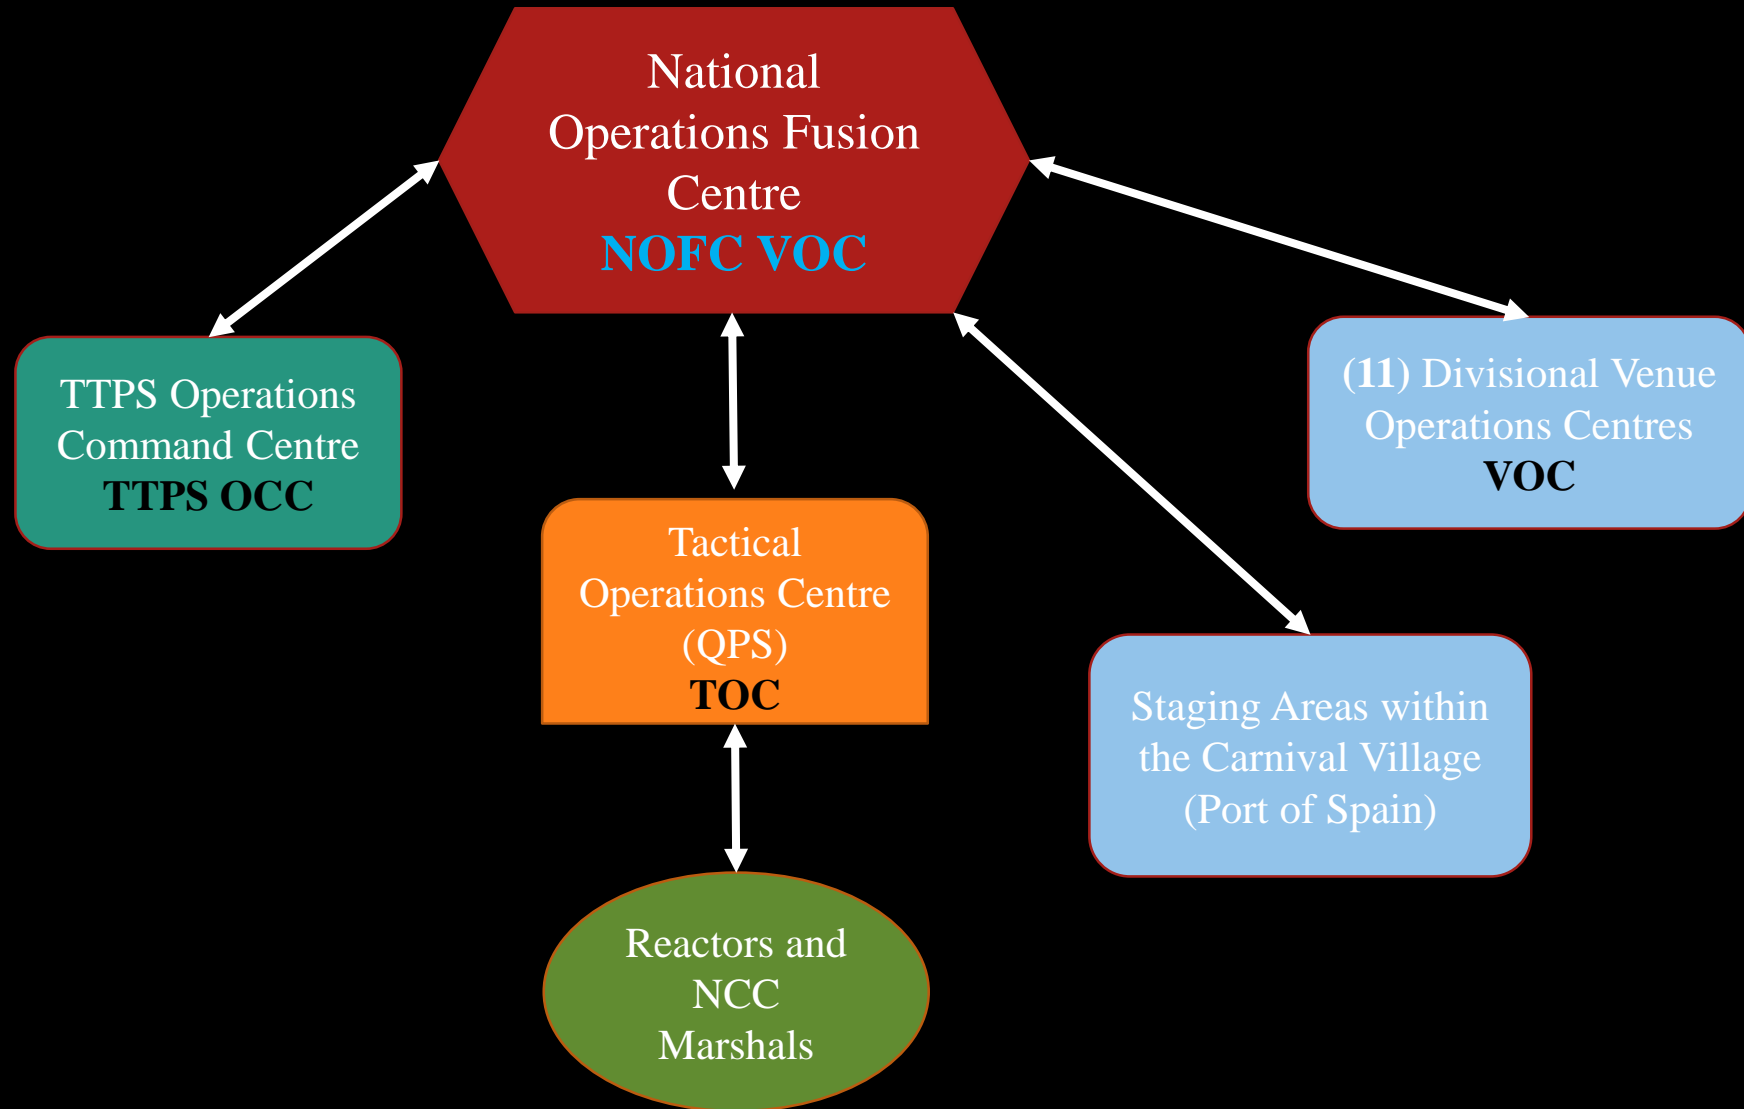 National
Operations Fusion
Centre
NOFC VOC
TTPS Operations
Command Centre
TTPS OCC
(11) Divisional Venue
Operations Centres
VOC
Tactical
Operations Centre
(QPS)
TOC
Staging Areas within
the Carnival Village
(Port of Spain)
Reactors and
NCC
Marshals